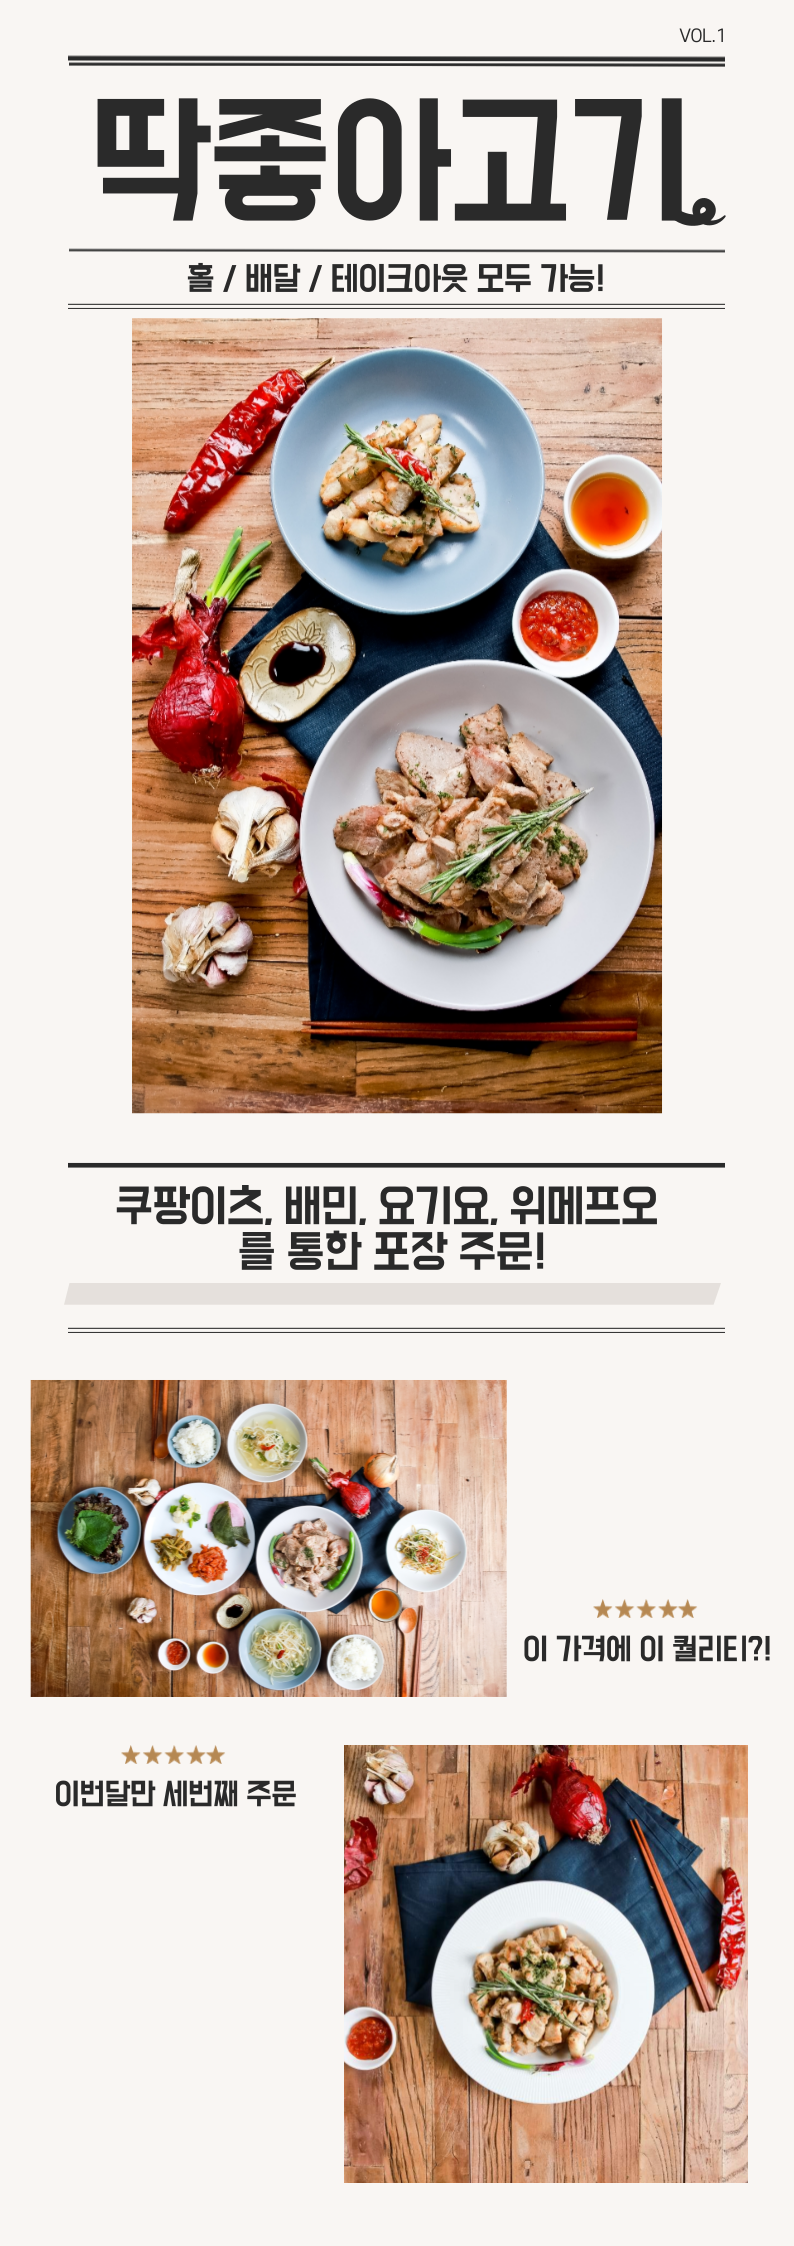 VOL.1
딱좋아고기
홀 / 배달 / 테이크아웃 모두 가능!
쿠팡이츠, 배민, 요기요, 위메프오
를 통한 포장 주문!
★★★★★
이 가격에 이 퀄리티?!
★★★★★
이번달만 세번째 주문